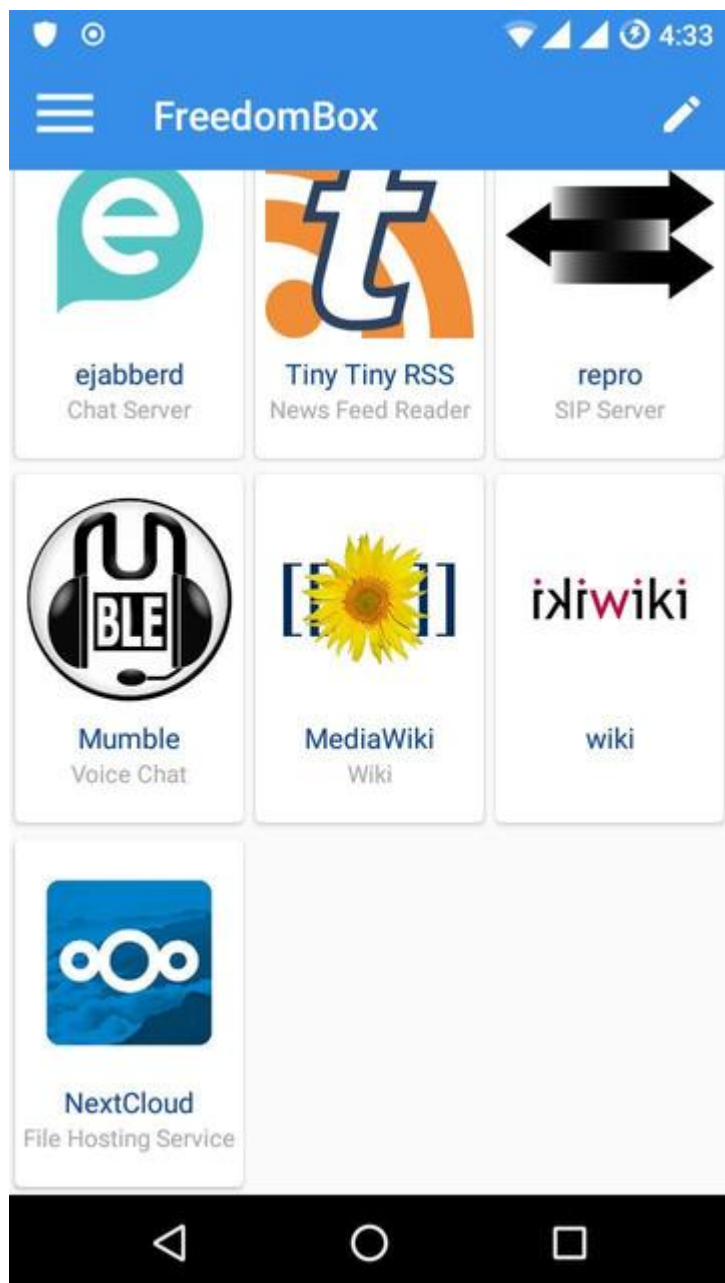 4:33
FreedomBox
ejabberd
Chat Server
Tiny Tiny RSS
News Feed Reader
repro
SIP Server
BLE
Mumble
Voice Chat
[[ ]]
MediaWiki
Wiki
ikiwiki
wiki
NextCloud
File Hosting Service